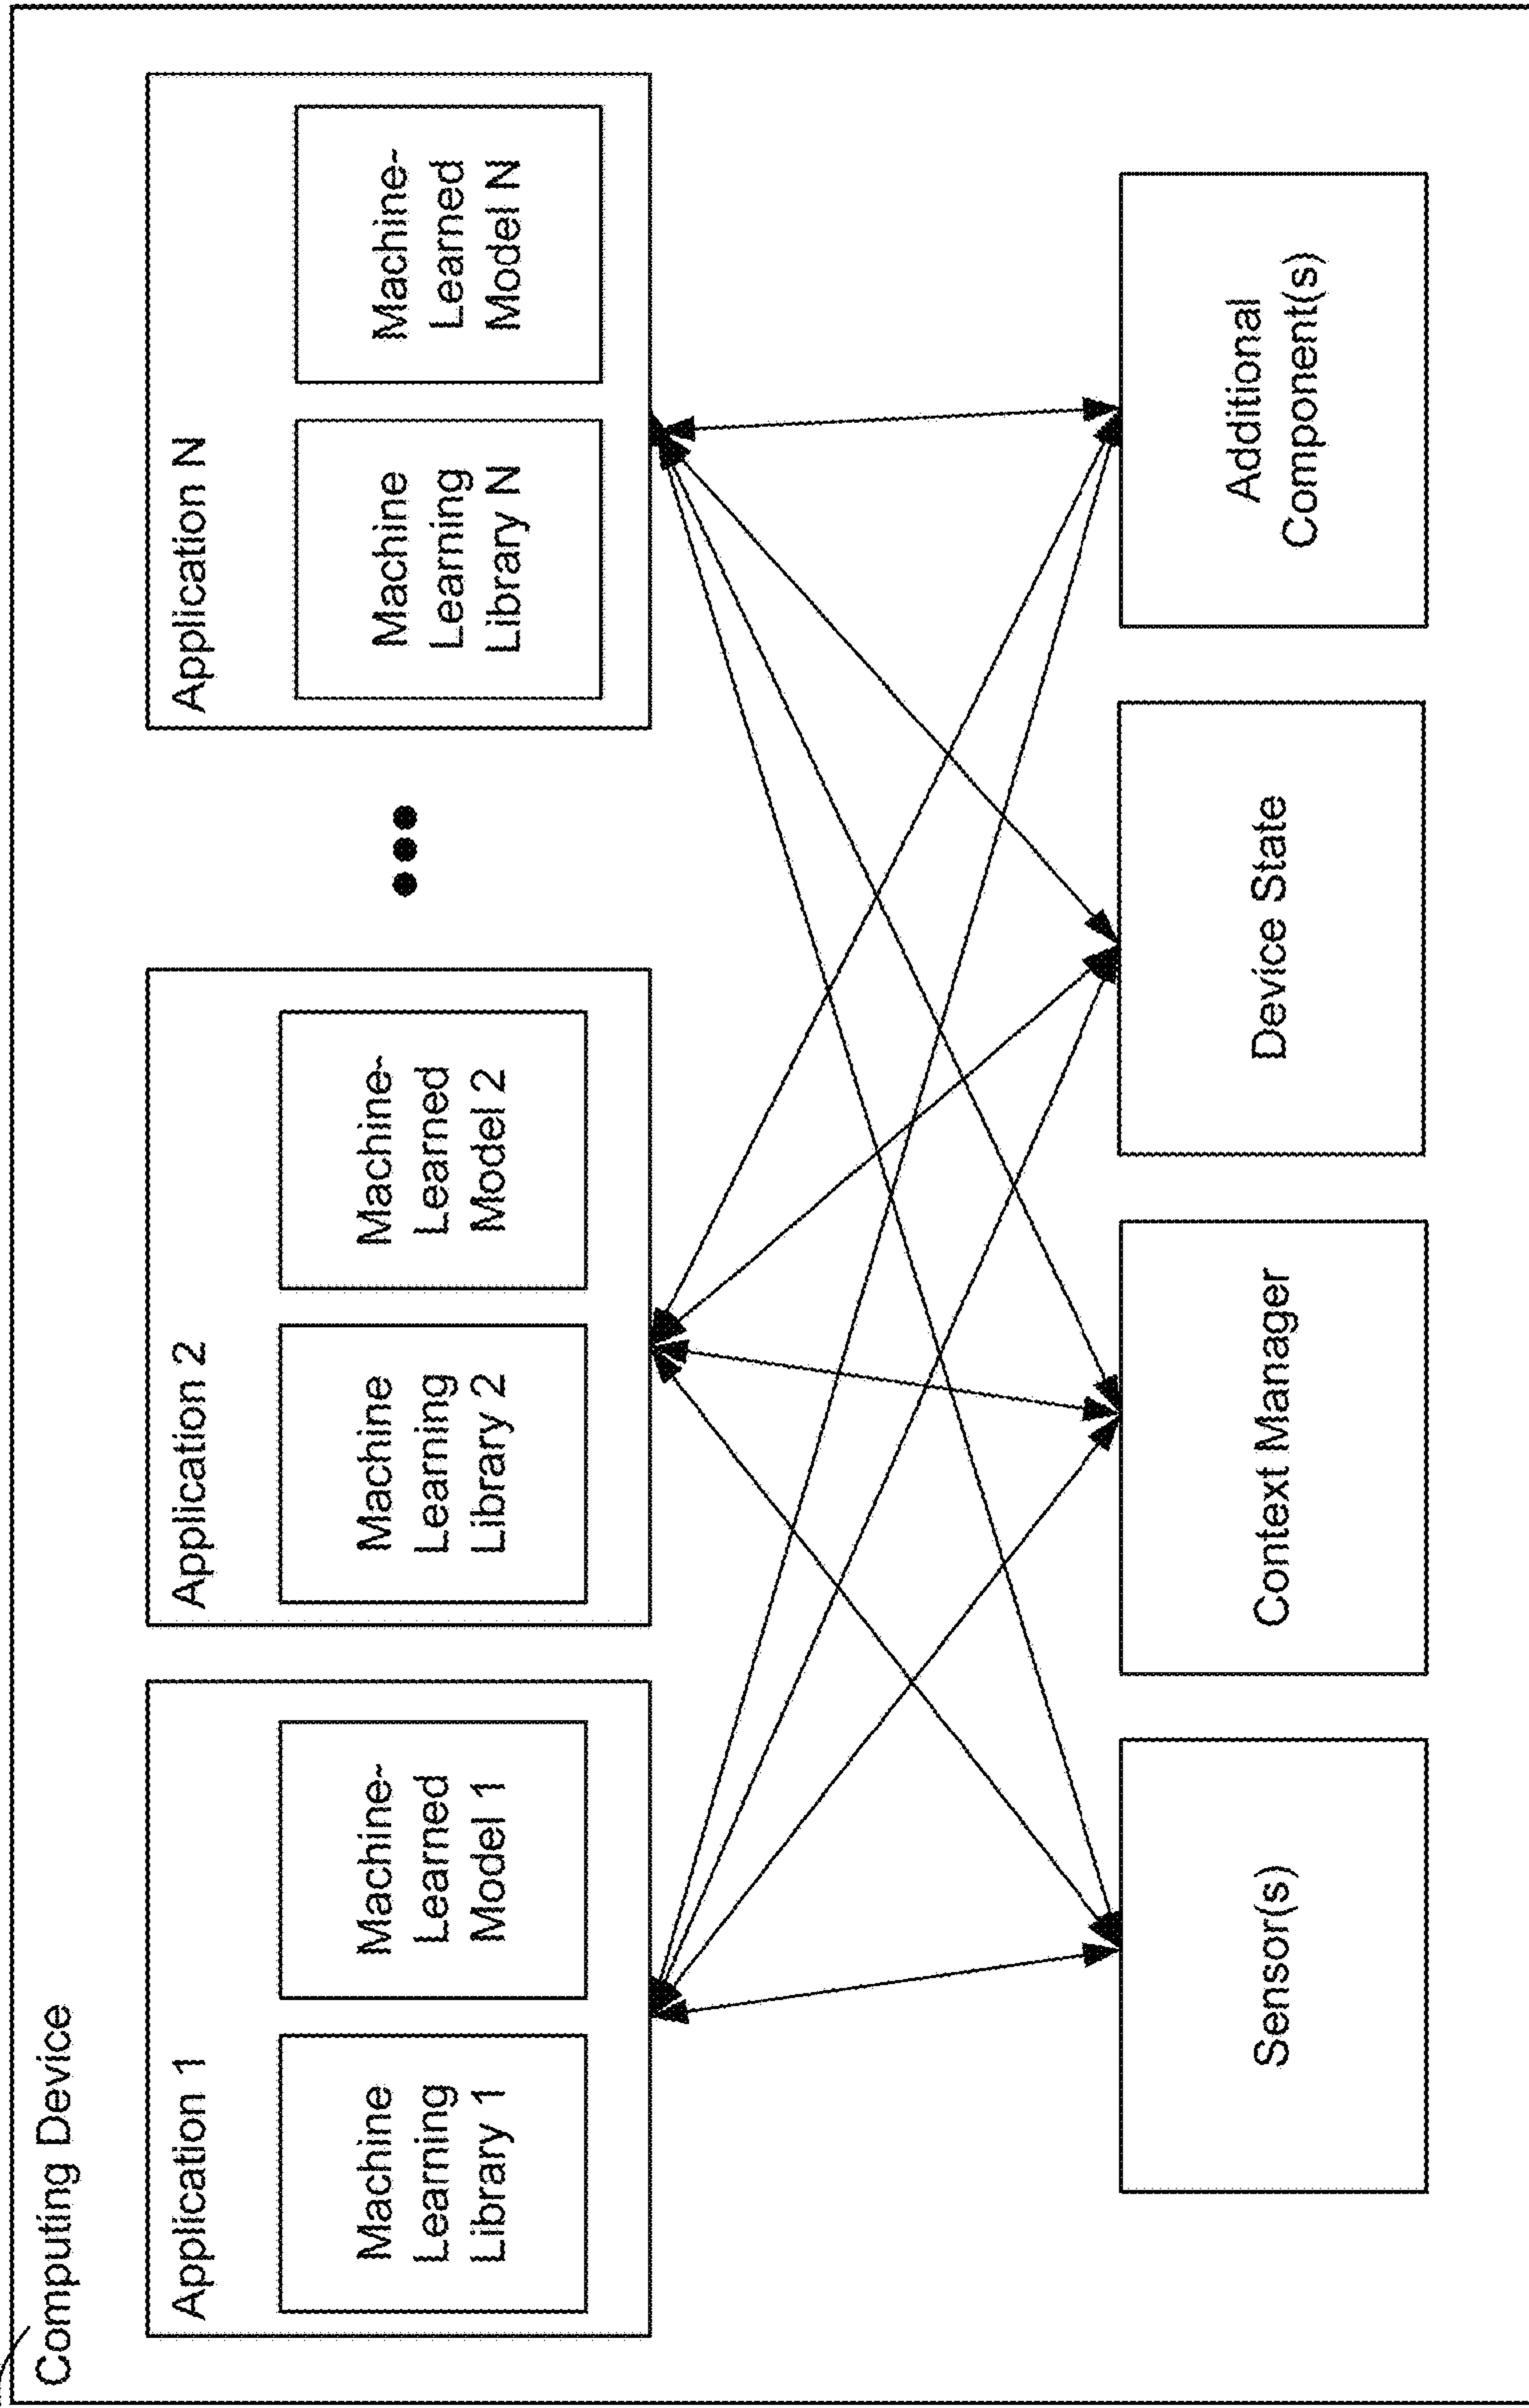 Computing Device
Application 1
Machine
Learning
Library 1
Machine-
Learned
Model 1
Application 2
Machine
Learning
Library 2
Machine-
Learned
Model 2
Application N
Machine
Learning
Library N
Machine-
Learned
Model N
Sensor(s)
Context Manager
Device State
Additional
Component(s)